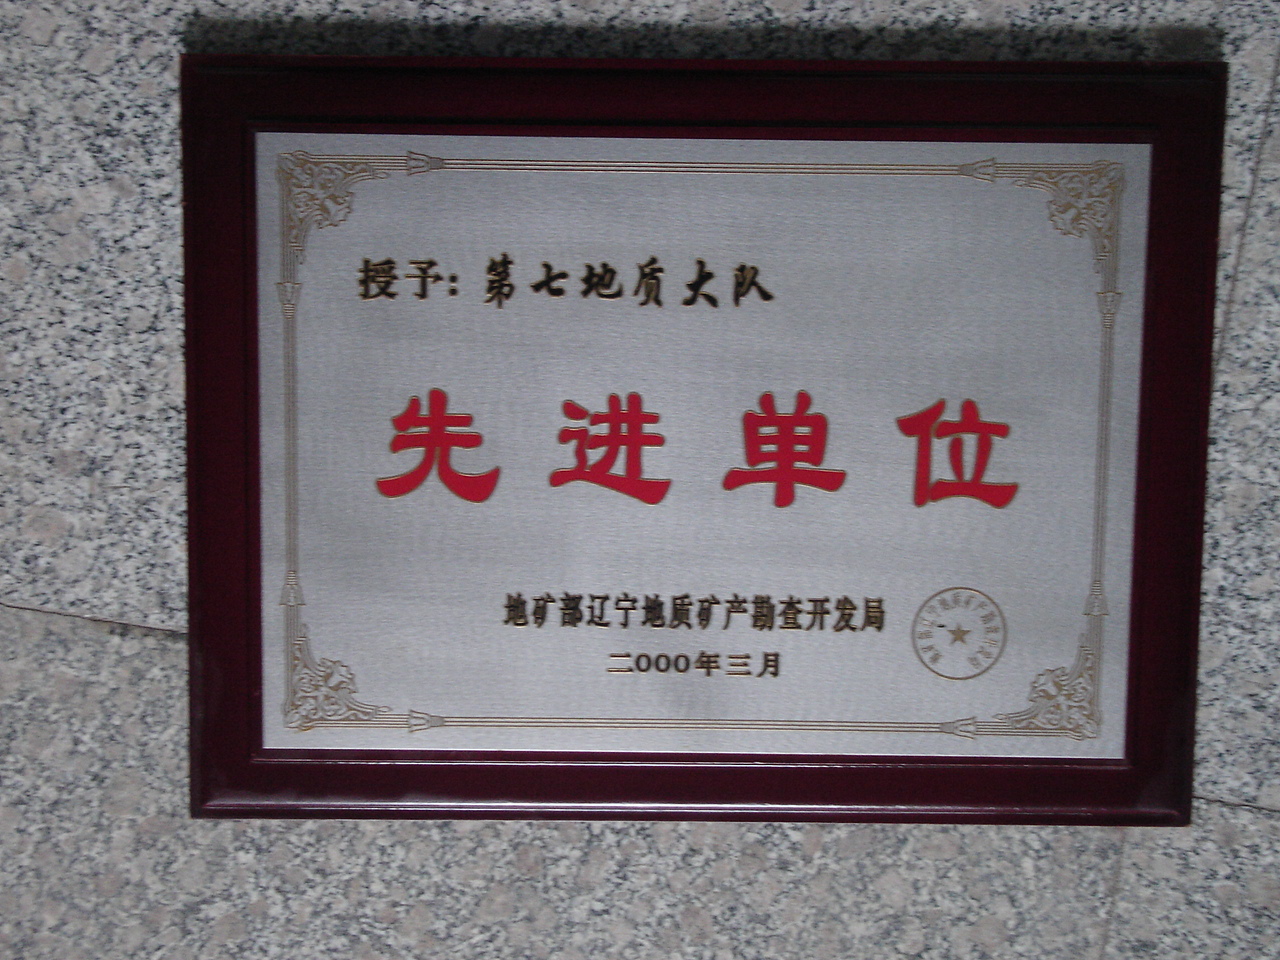 授予：第七地质大队
先进单位
地矿部辽宁地质矿产勘查开发局
二000年三月